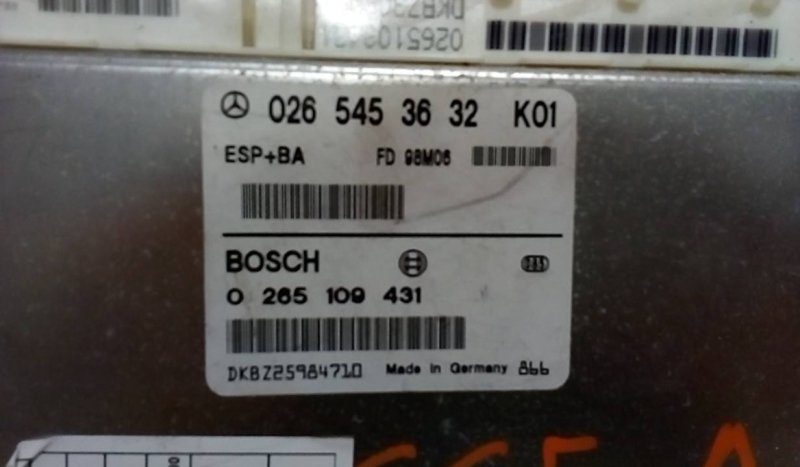 0265109431
026 545 36 32 K01
ESP+BA FD 98M06
BOSCH
0 265 109 431
DKBZ25984710 Made in Germany 866